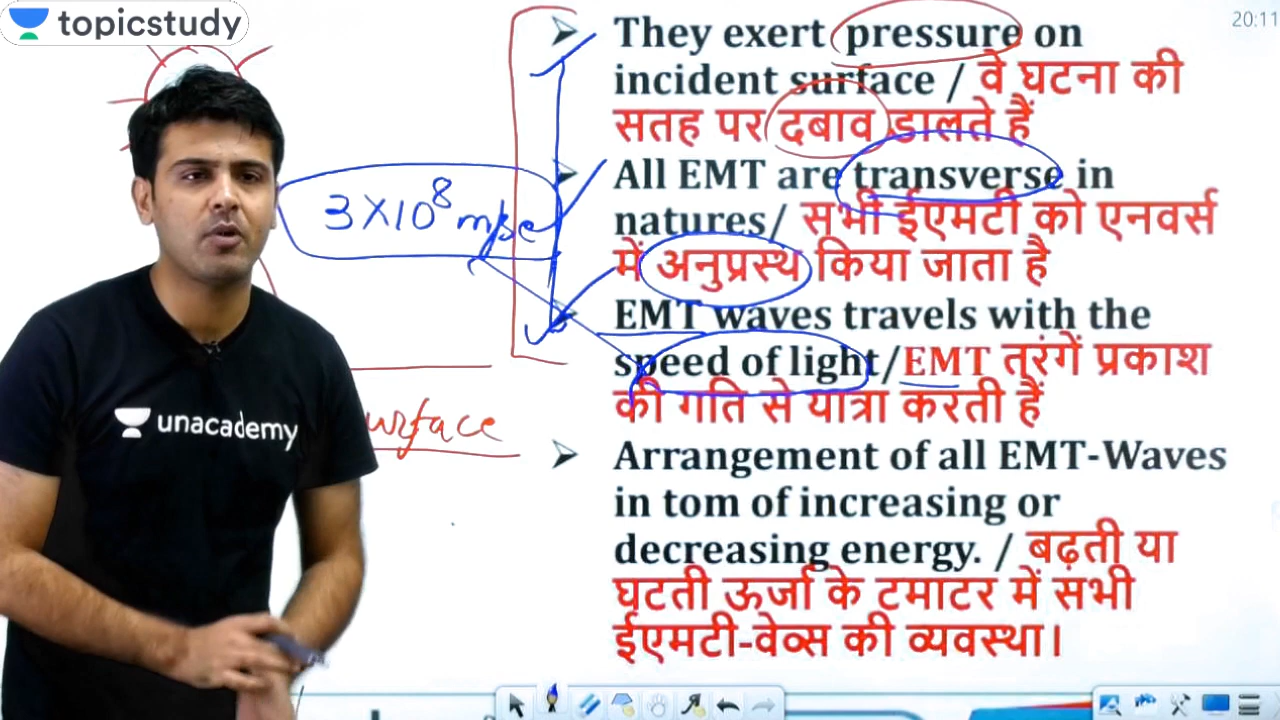 topicstudy
20:11
They exert pressure on
incident surface / वे घटना की
सतह पर दबाव डालते हैं
All EMT are transverse in
natures/ सभी ईएमटी को एनवर्स
में अनुप्रस्थ किया जाता है
EMT waves travels with the
speed of light/EMT तरंगें प्रकाश
की गति से यात्रा करती हैं
Arrangement of all EMT-Waves
in tom of increasing or
decreasing energy. / बढ़ती या
घटती ऊर्जा के टमाटर में सभी
ईएमटी-वेव्स की व्यवस्था।
3X10⁸ m/se
urface
unacademy